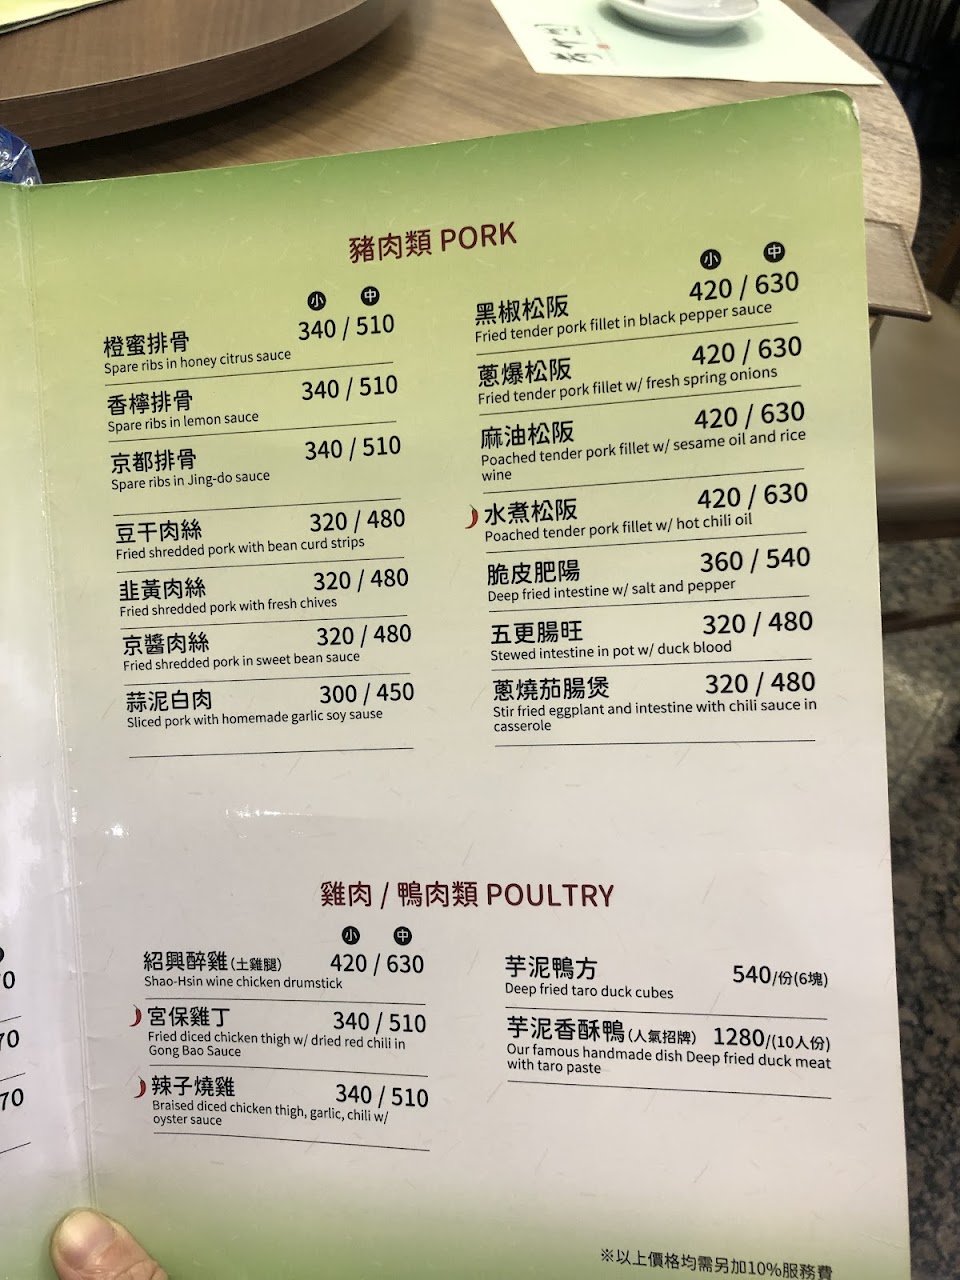 豬肉類 PORK
小 中
橙蜜排骨 340 / 510
Spare ribs in honey citrus sauce
香檸排骨 340 / 510
Spare ribs in lemon sauce
京都排骨 340 / 510
Spare ribs in Jing-do sauce
豆干肉絲 320 / 480
Fried shredded pork with bean curd strips
韭黃肉絲 320 / 480
Fried shredded pork with fresh chives
京醬肉絲 320 / 480
Fried shredded pork in sweet bean sauce
蒜泥白肉 300 / 450
Sliced pork with homemade garlic soy sause
小 中
黑椒松阪 420 / 630
Fried tender pork fillet in black pepper sauce
蔥爆松阪 420 / 630
Fried tender pork fillet w/ fresh spring onions
麻油松阪 420 / 630
Poached tender pork fillet w/ sesame oil and rice
wine
水煮松阪 420 / 630
Poached tender pork fillet w/ hot chili oil
脆皮肥腸 360 / 540
Deep fried intestine w/ salt and pepper
五更腸旺 320 / 480
Stewed intestine in pot w/ duck blood
蔥燒茄腸煲 320 / 480
Stir fried eggplant and intestine with chili sauce in
casserole
雞肉 / 鴨肉類 POULTRY
小 中
紹興醉雞(土雞腿) 420 / 630
Shao-Hsin wine chicken drumstick
宮保雞丁 340 / 510
Fried diced chicken thigh w/ dried red chili in
Gong Bao Sauce
辣子燒雞 340 / 510
Braised diced chicken thigh, garlic, chili w/
oyster sauce
芋泥鴨方 540/份(6塊)
Deep fried taro duck cubes
芋泥香酥鴨(人氣招牌) 1280/(10人份)
Our famous handmade dish Deep fried duck meat
with taro paste
※以上價格均需另加10%服務費